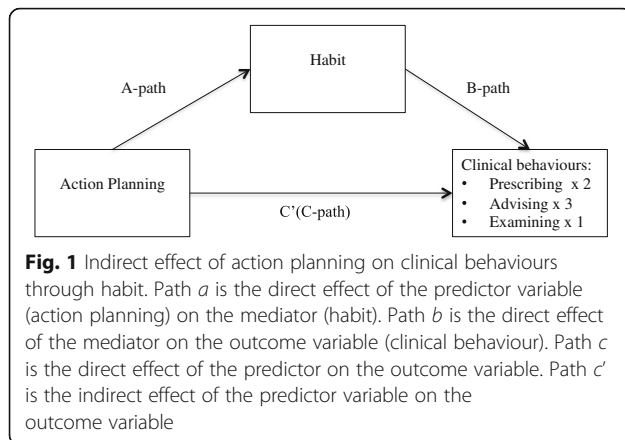 Habit
A-path
B-path
Action Planning
Clinical behaviours:
• Prescribing x 2
• Advising x 3
• Examining x 1
C'(C-path)
Fig. 1 Indirect effect of action planning on clinical behaviours
through habit. Path a is the direct effect of the predictor variable
(action planning) on the mediator (habit). Path b is the direct effect
of the mediator on the outcome variable (clinical behaviour). Path c
is the direct effect of the predictor on the outcome variable. Path c'
is the indirect effect of the predictor variable on the
outcome variable